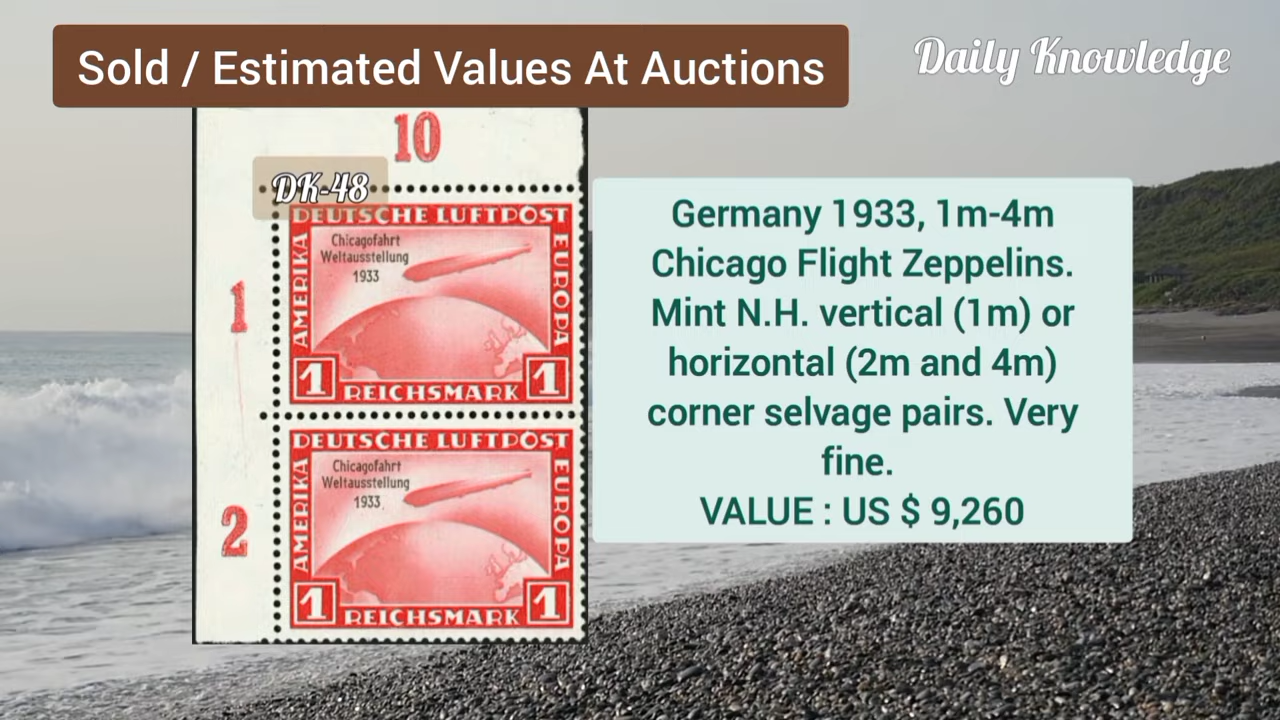 Sold / Estimated Values At Auctions
Daily Knowledge
10
DK-48
DEUTSCHE LUFTPOST
AMERIKA
Chicagofahrt
Weltausstellung
1933
EUROPA
1 REICHSMARK 1
1
DEUTSCHE LUFTPOST
AMERIKA
Chicagofahrt
Weltausstellung
1933
EUROPA
1 REICHSMARK 1
2
Germany 1933, 1m-4m
Chicago Flight Zeppelins.
Mint N.H. vertical (1m) or
horizontal (2m and 4m)
corner selvage pairs. Very
fine.
VALUE : US $ 9,260